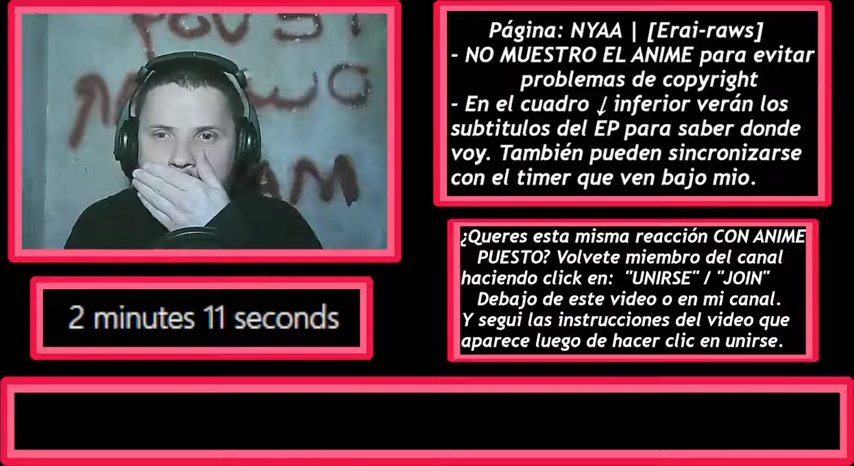 Página: NYAA | [Erai-raws]
- NO MUESTRO EL ANIME para evitar
problemas de copyright
- En el cuadro ↓ inferior verán los
subtitulos del EP para saber donde
voy. También pueden sincronizarse
con el timer que ven bajo mio.
¿Queres esta misma reacción CON ANIME
PUESTO? Volvete miembro del canal
haciendo click en: "UNIRSE" / "JOIN"
Debajo de este video o en mi canal.
Y segui las instrucciones del video que
aparece luego de hacer clic en unirse.
2 minutes 11 seconds